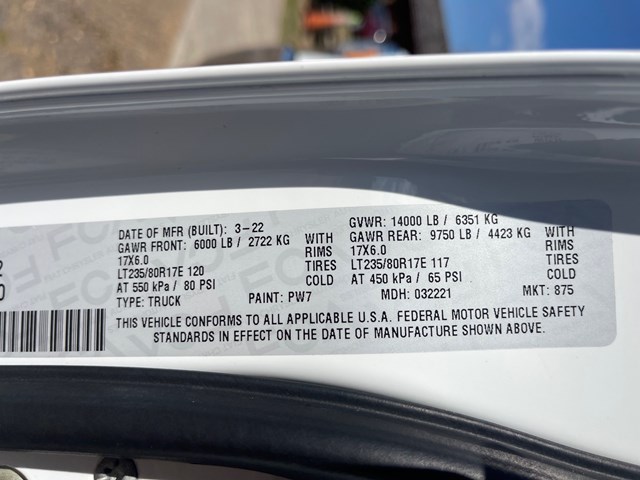 DATE OF MFR (BUILT): 3-22 GVWR: 14000 LB / 6351 KG
GAWR FRONT: 6000 LB / 2722 KG WITH GAWR REAR: 9750 LB / 4423 KG WITH
17X6.0 RIMS 17X6.0 RIMS
LT235/80R17E 120 TIRES LT235/80R17E 117 TIRES
AT 550 kPa / 80 PSI COLD AT 450 kPa / 65 PSI COLD
TYPE: TRUCK PAINT: PW7 MDH: 032221 MKT: 875
THIS VEHICLE CONFORMS TO ALL APPLICABLE U.S.A. FEDERAL MOTOR VEHICLE SAFETY
STANDARDS IN EFFECT ON THE DATE OF MANUFACTURE SHOWN ABOVE.